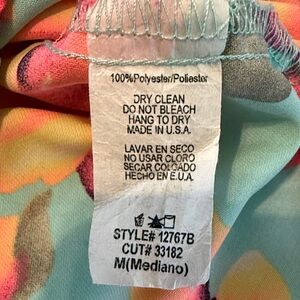 100%Polyester/Poliester
DRY CLEAN
DO NOT BLEACH
HANG TO DRY
MADE IN U.S.A.
LAVAR EN SECO
NO USAR CLORO
SECAR COLGADO
HECHO EN E.U.A.
STYLE# 12767B
CUT# 33182
M(Mediano)